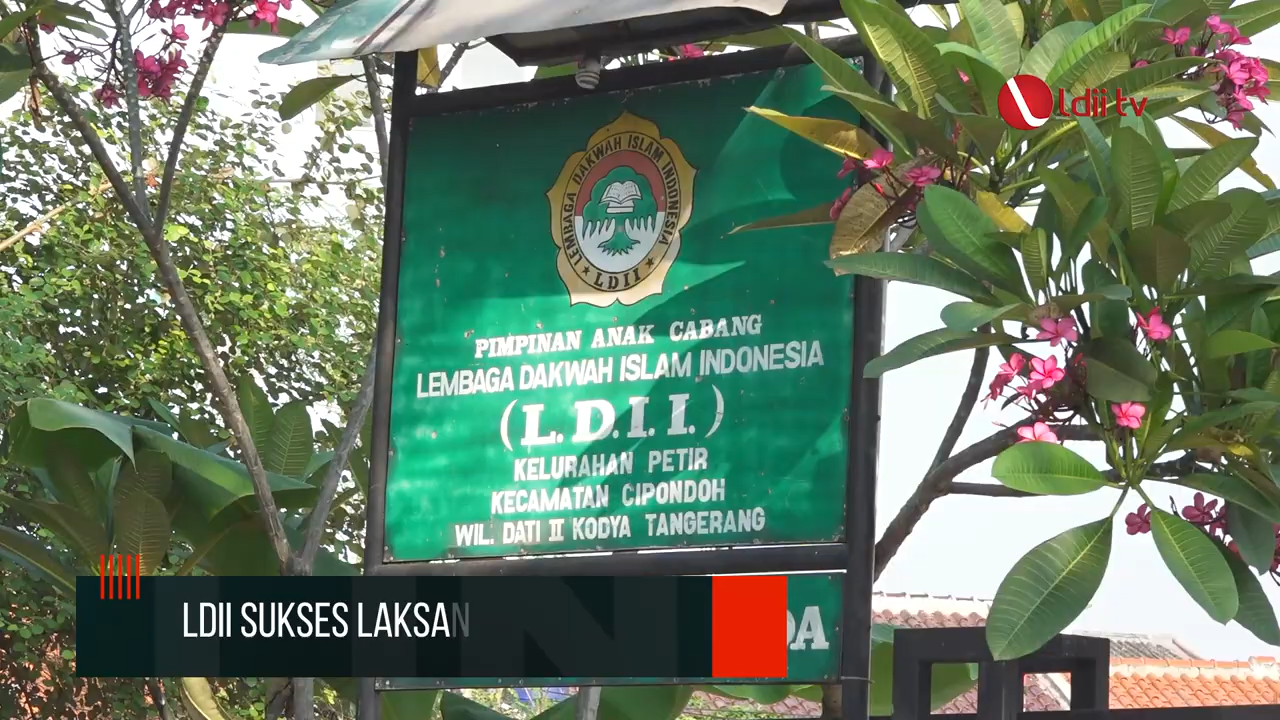 ldii tv
LEMBAGA DAKWAH ISLAM INDONESIA
LDII
PIMPINAN ANAK CABANG
LEMBAGA DAKWAH ISLAM INDONESIA
(L.D.I.I.)
KELURAHAN PETIR
KECAMATAN CIPONDOH
WIL. DATI II KODYA TANGERANG
LDII SUKSES LAKSAN